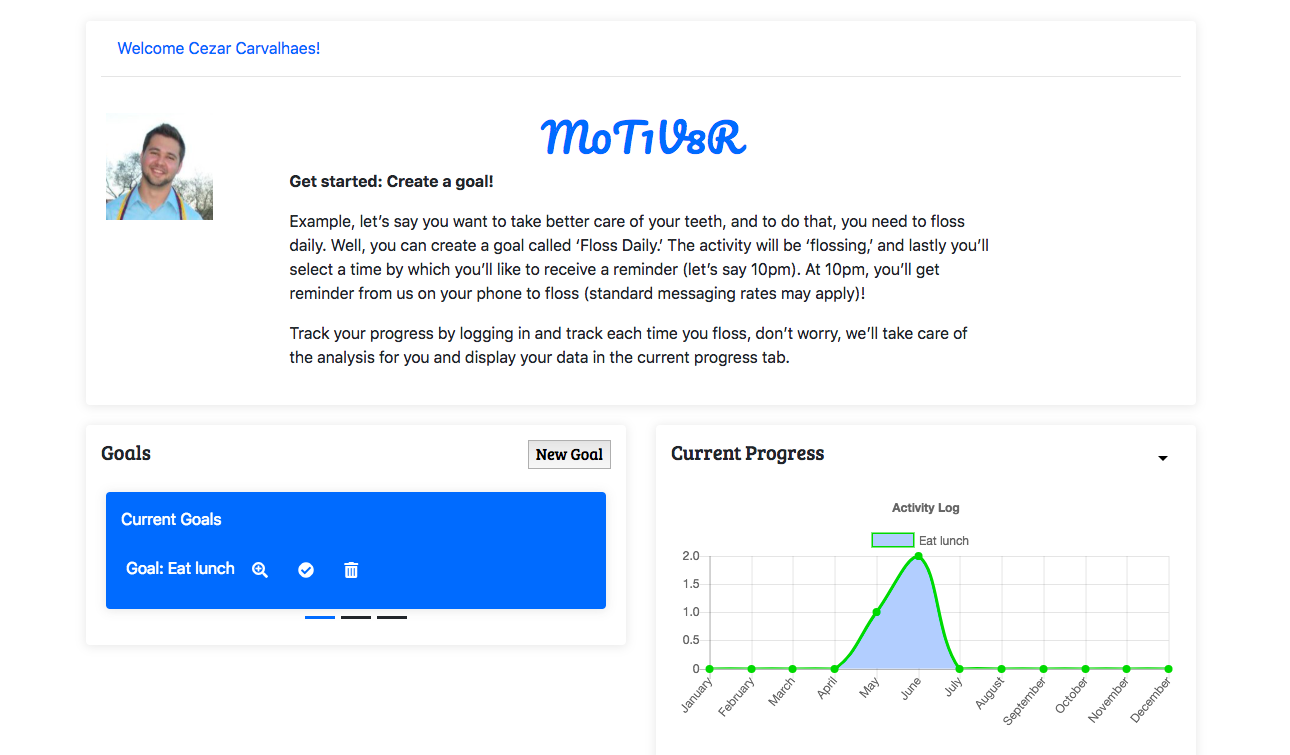 Welcome Cezar Carvalhaes!
MoT1V8R
Get started: Create a goal!
Example, let’s say you want to take better care of your teeth, and to do that, you need to floss
daily. Well, you can create a goal called ‘Floss Daily.’ The activity will be ‘flossing,’ and lastly you’ll
select a time by which you’ll like to receive a reminder (let’s say 10pm). At 10pm, you’ll get
reminder from us on your phone to floss (standard messaging rates may apply)!
Track your progress by logging in and track each time you floss, don’t worry, we’ll take care of
the analysis for you and display your data in the current progress tab.
Goals
New Goal
Current Goals
Goal: Eat lunch
Current Progress
Activity Log
Eat lunch
2.0
1.5
1.0
0.5
0
January
February
March
April
May
June
July
August
September
October
November
December